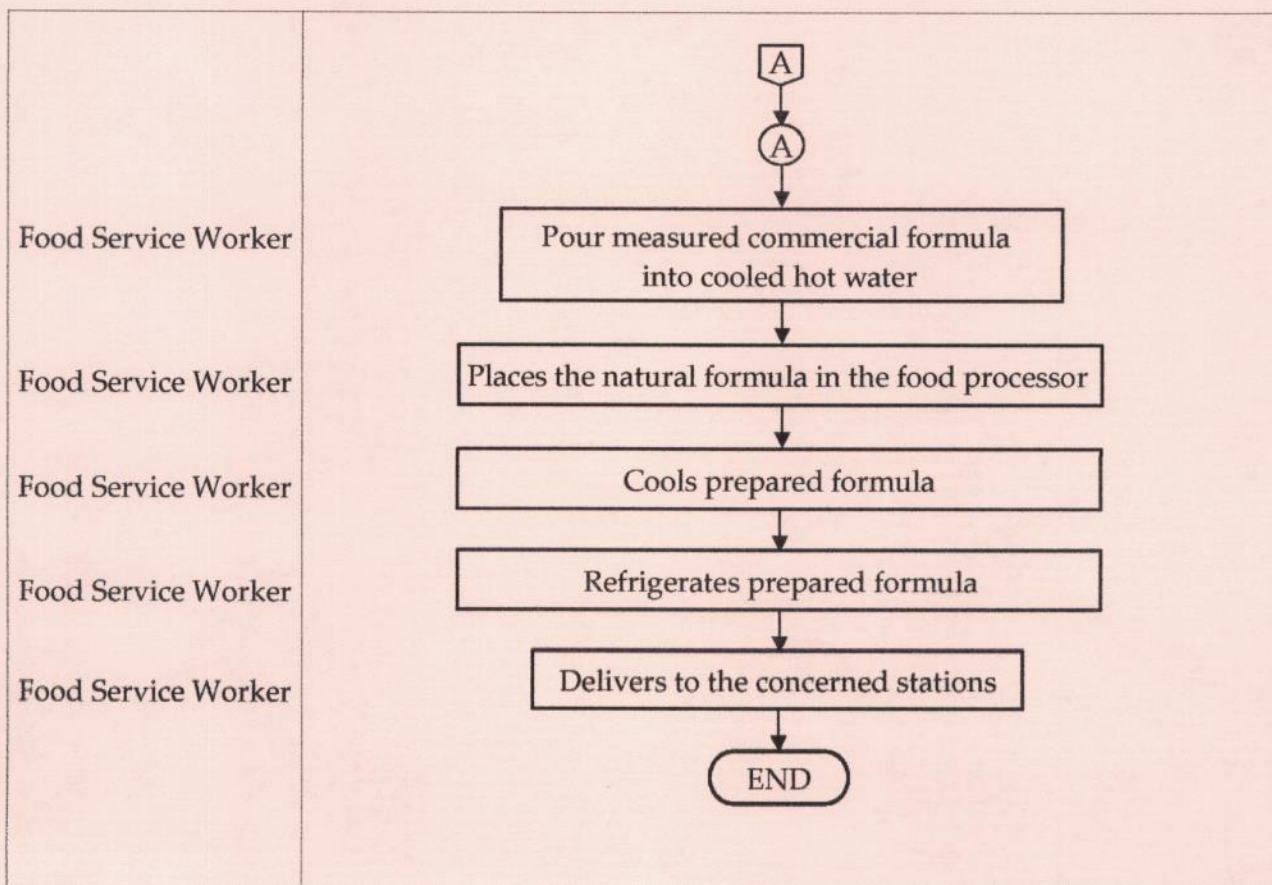 A
A
Food Service Worker
Pour measured commercial formula
into cooled hot water
Food Service Worker
Places the natural formula in the food processor
Food Service Worker
Cools prepared formula
Food Service Worker
Refrigerates prepared formula
Food Service Worker
Delivers to the concerned stations
END